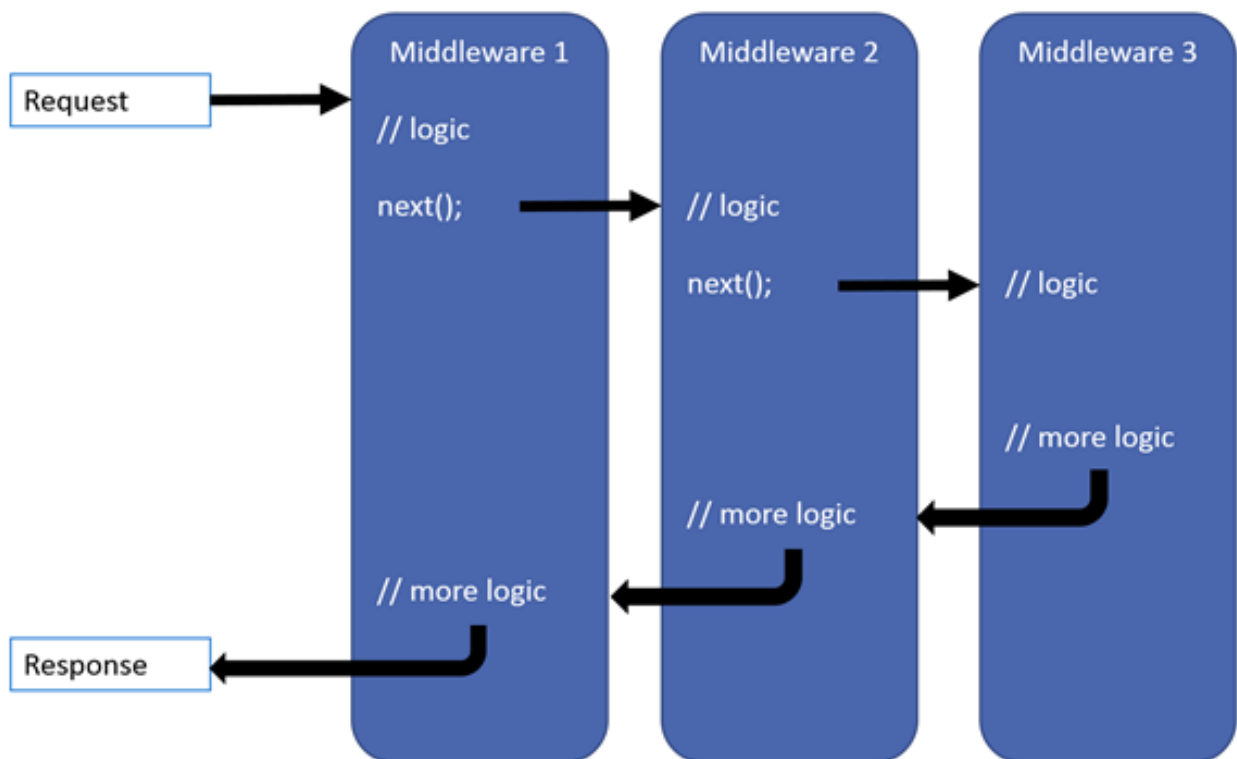 Middleware 1
Middleware 2
Middleware 3
Request
// logic
next();
// logic
next();
// logic
// more logic
// more logic
// more logic
Response